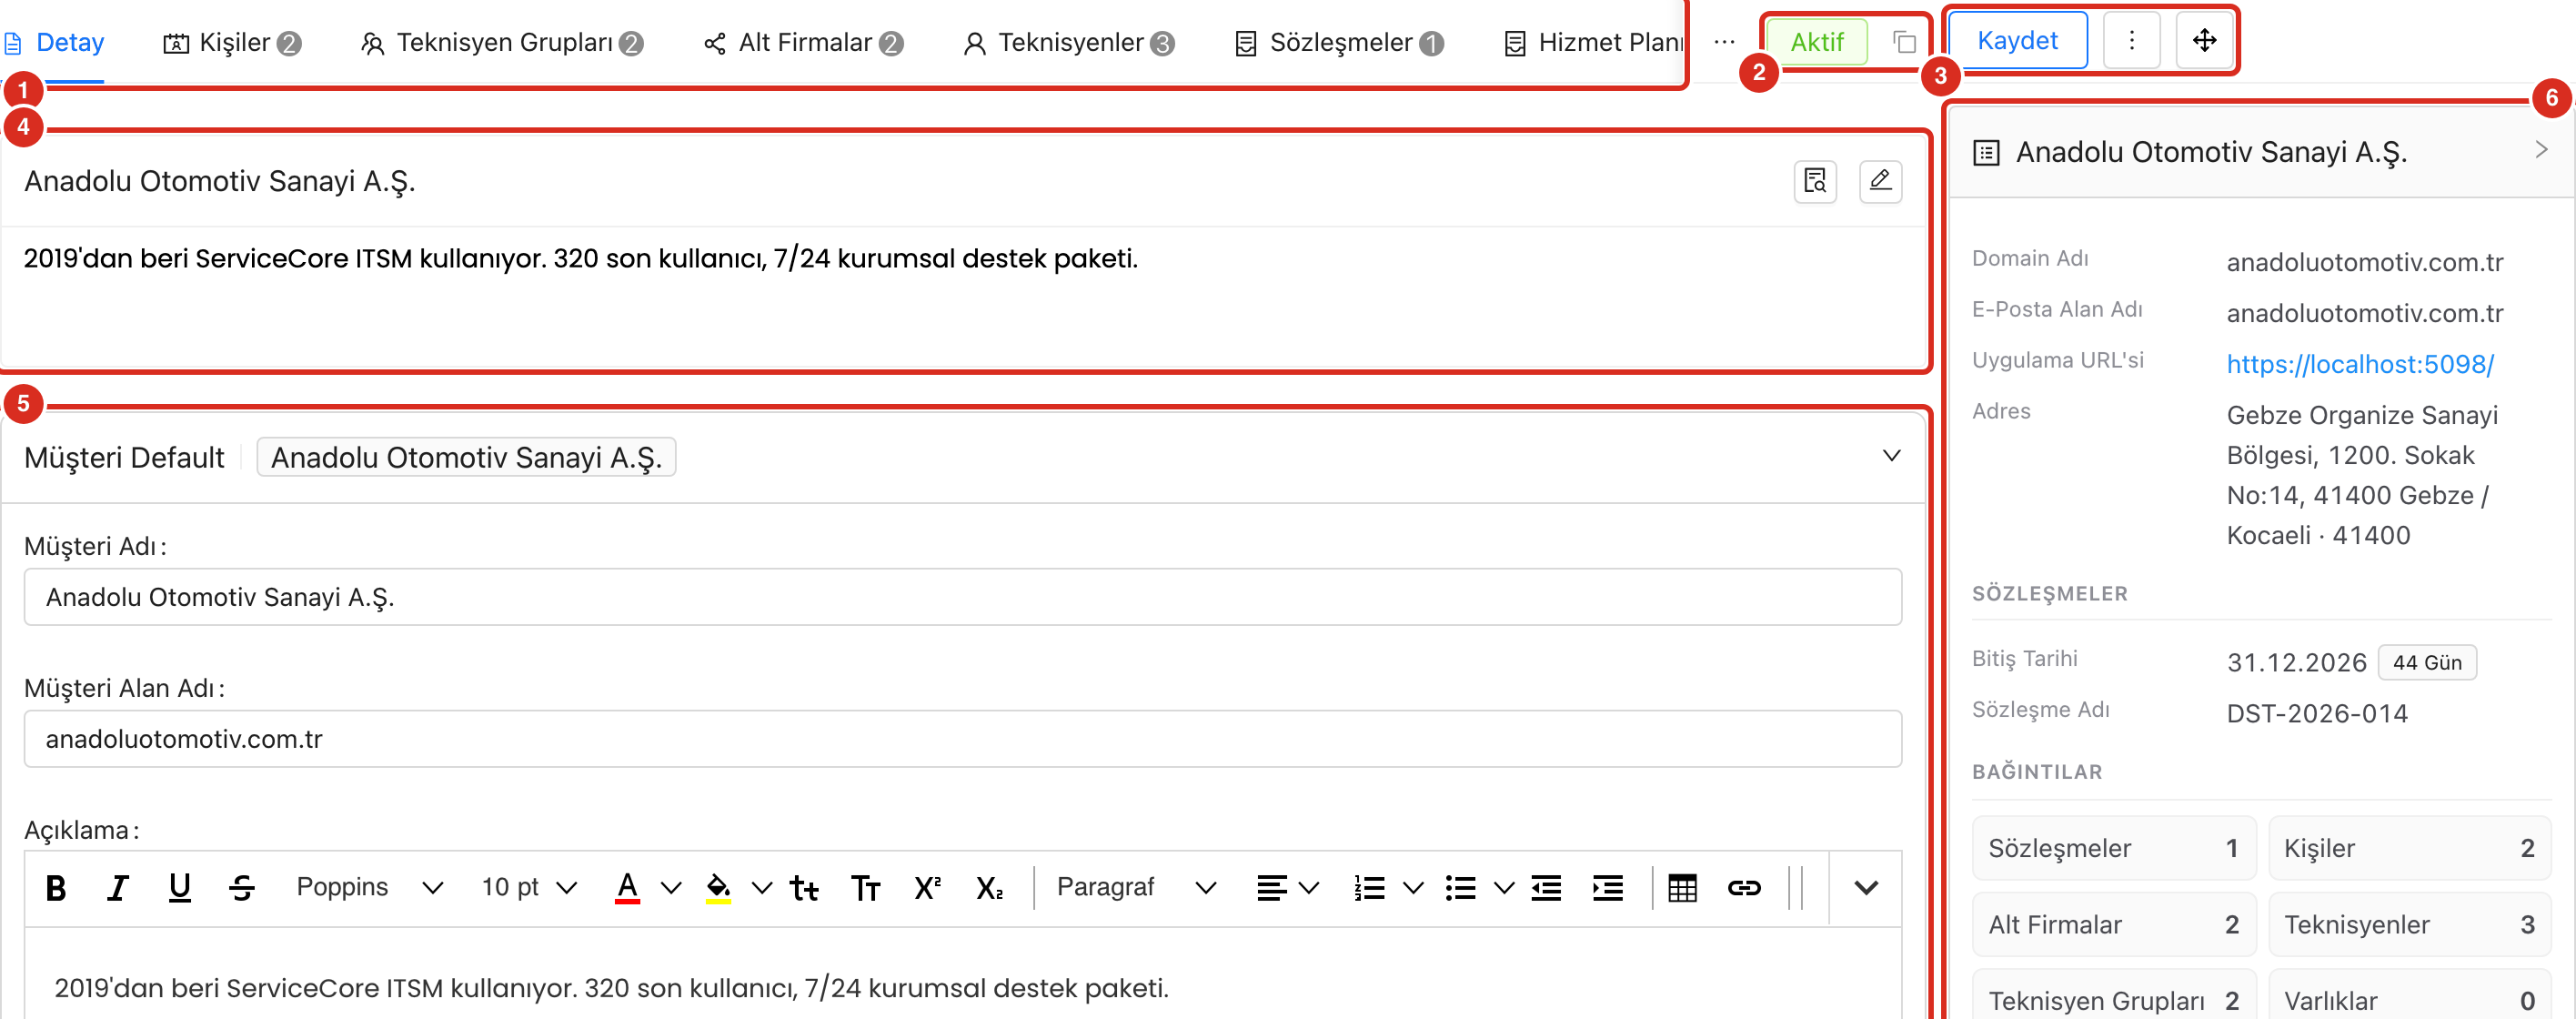 Detay
Kişiler 2
Teknisyen Grupları 2
Alt Firmalar 2
Teknisyenler 3
Sözleşmeler 1
Hizmet Planı
Aktif
Kaydet
1
2
3
4
6
Anadolu Otomotiv Sanayi A.Ş.
2019'dan beri ServiceCore ITSM kullanıyor. 320 son kullanıcı, 7/24 kurumsal destek paketi.
5
Müşteri Default
Anadolu Otomotiv Sanayi A.Ş.
Müşteri Adı :
Anadolu Otomotiv Sanayi A.Ş.
Müşteri Alan Adı :
anadoluotomotiv.com.tr
Açıklama :
Poppins
10 pt
Paragraf
2019'dan beri ServiceCore ITSM kullanıyor. 320 son kullanıcı, 7/24 kurumsal destek paketi.
Anadolu Otomotiv Sanayi A.Ş.
Domain Adı anadoluotomotiv.com.tr
E-Posta Alan Adı anadoluotomotiv.com.tr
Uygulama URL'si https://localhost:5098/
Adres Gebze Organize Sanayi
Bölgesi, 1200. Sokak
No:14, 41400 Gebze /
Kocaeli · 41400
SÖZLEŞMELER
Bitiş Tarihi 31.12.2026 44 Gün
Sözleşme Adı DST-2026-014
BAĞINTILAR
Sözleşmeler 1
Kişiler 2
Alt Firmalar 2
Teknisyenler 3
Teknisyen Grupları 2
Varlıklar 0